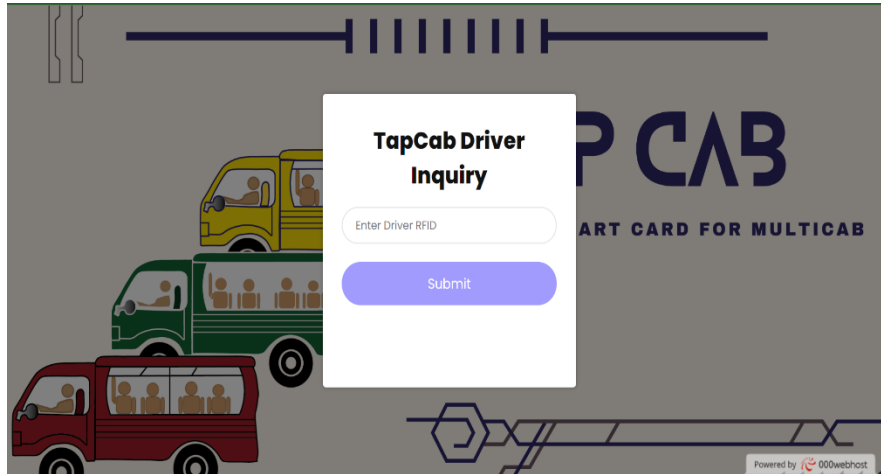 P CAB
ART CARD FOR MULTICAB
TapCab Driver
Inquiry
Enter Driver RFID
Submit
Powered by 000webhost